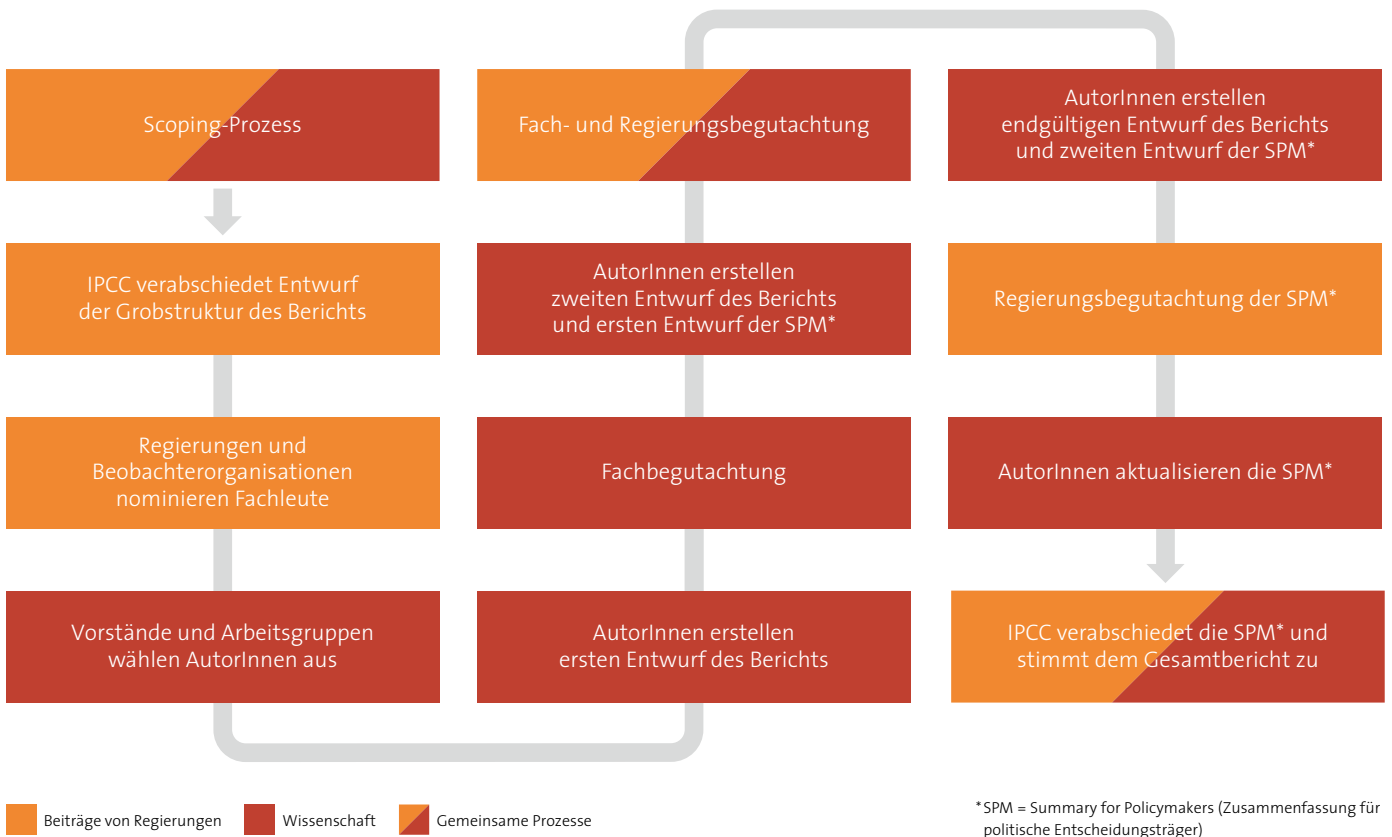 Scoping-Prozess
IPCC verabschiedet Entwurf
der Grobstruktur des Berichts
Regierungen und
Beobachterorganisationen
nominieren Fachleute
Vorstände und Arbeitsgruppen
wählen AutorInnen aus
AutorInnen erstellen
ersten Entwurf des Berichts
Fachbegutachtung
AutorInnen erstellen
zweiten Entwurf des Berichts
und ersten Entwurf der SPM*
Fach- und Regierungsbegutachtung
AutorInnen erstellen
endgültigen Entwurf des Berichts
und zweiten Entwurf der SPM*
Regierungsbegutachtung der SPM*
AutorInnen aktualisieren die SPM*
IPCC verabschiedet die SPM* und
stimmt dem Gesamtbericht zu
Beiträge von Regierungen
Wissenschaft
Gemeinsame Prozesse
*SPM = Summary for Policymakers (Zusammenfassung für
politische Entscheidungsträger)